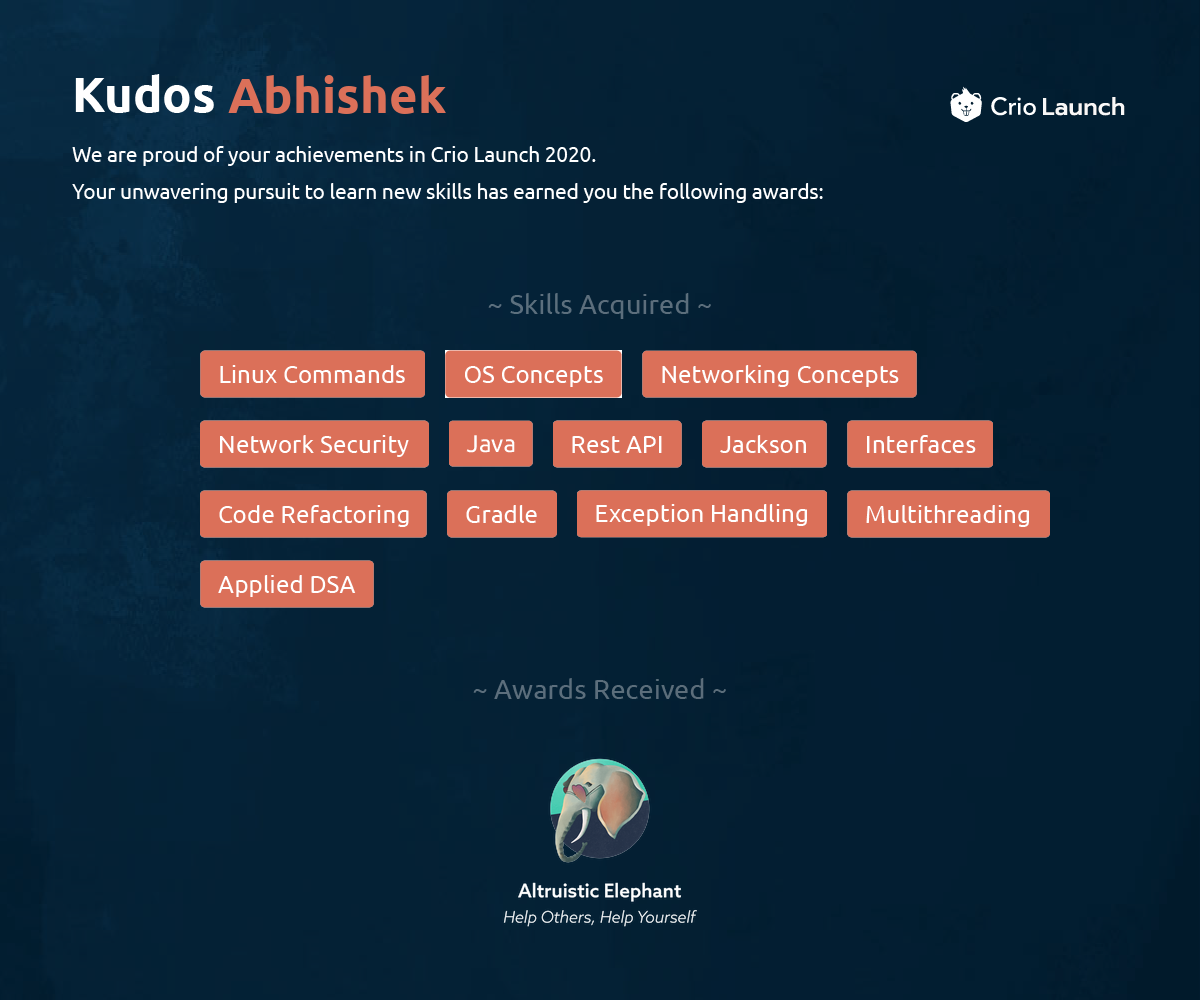 Kudos Abhishek
Crio Launch
We are proud of your achievements in Crio Launch 2020.
Your unwavering pursuit to learn new skills has earned you the following awards:
~ Skills Acquired ~
Linux Commands OS Concepts Networking Concepts
Network Security Java Rest API Jackson Interfaces
Code Refactoring Gradle Exception Handling Multithreading
Applied DSA
~ Awards Received ~
Altruistic Elephant
Help Others, Help Yourself